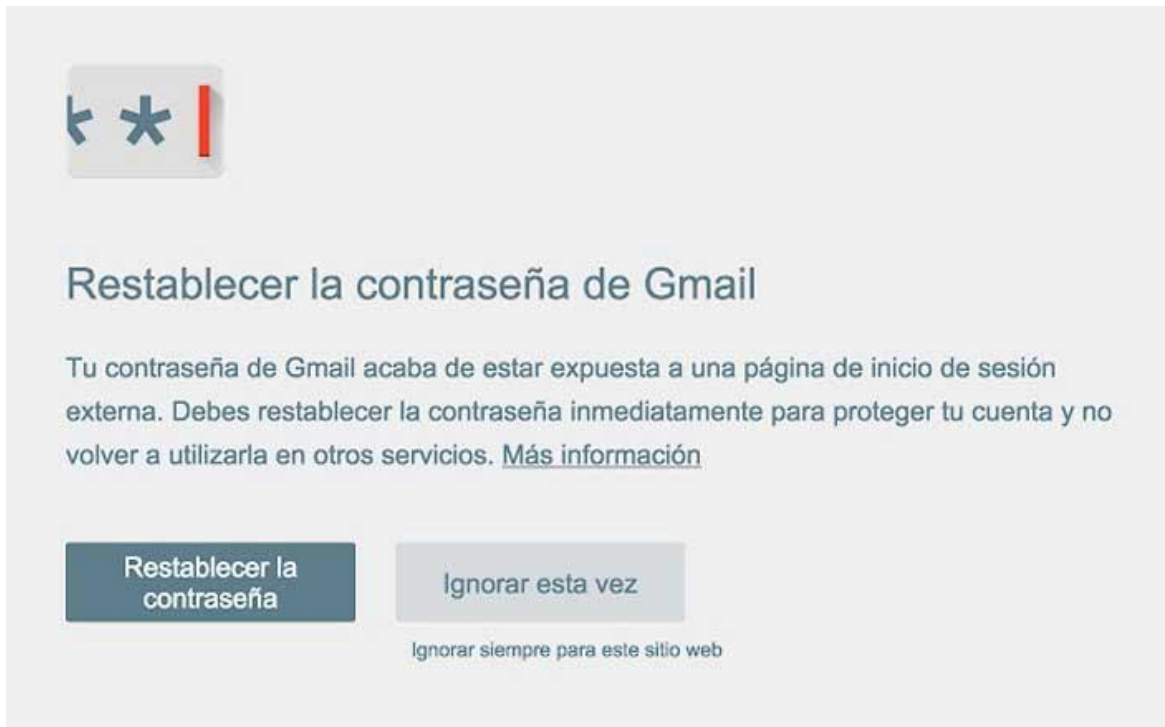 Restablecer la contraseña de Gmail
Tu contraseña de Gmail acaba de estar expuesta a una página de inicio de sesión
externa. Debes restablecer la contraseña inmediatamente para proteger tu cuenta y no
volver a utilizarla en otros servicios. Más información
Restablecer la
contraseña
Ignorar esta vez
Ignorar siempre para este sitio web